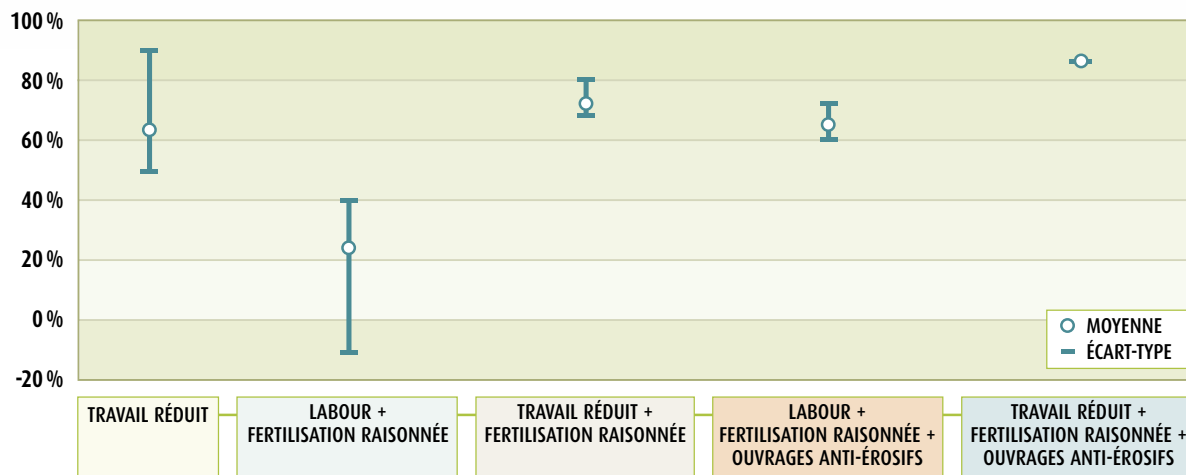 100 %
80 %
60 %
40 %
20 %
0 %
-20 %
MOYENNE
ÉCART-TYPE
TRAVAIL RÉDUIT
LABOUR +
FERTILISATION RAISONNÉE
TRAVAIL RÉDUIT +
FERTILISATION RAISONNÉE
LABOUR +
FERTILISATION RAISONNÉE +
OUVRAGES ANTI-ÉROSIFS
TRAVAIL RÉDUIT +
FERTILISATION RAISONNÉE +
OUVRAGES ANTI-ÉROSIFS